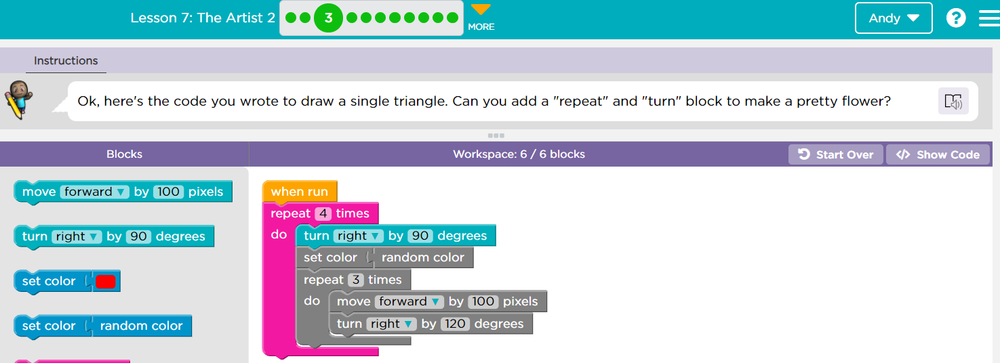 Lesson 7: The Artist 2
3
MORE
Andy
?
Instructions
Ok, here's the code you wrote to draw a single triangle. Can you add a "repeat" and "turn" block to make a pretty flower?
Blocks
Workspace: 6 / 6 blocks
Start Over
</> Show Code
move forward ▼ by 100 pixels
turn right ▼ by 90 degrees
set color
set color random color
when run
repeat 4 times
do turn right ▼ by 90 degrees
set color random color
repeat 3 times
do move forward ▼ by 100 pixels
turn right ▼ by 120 degrees